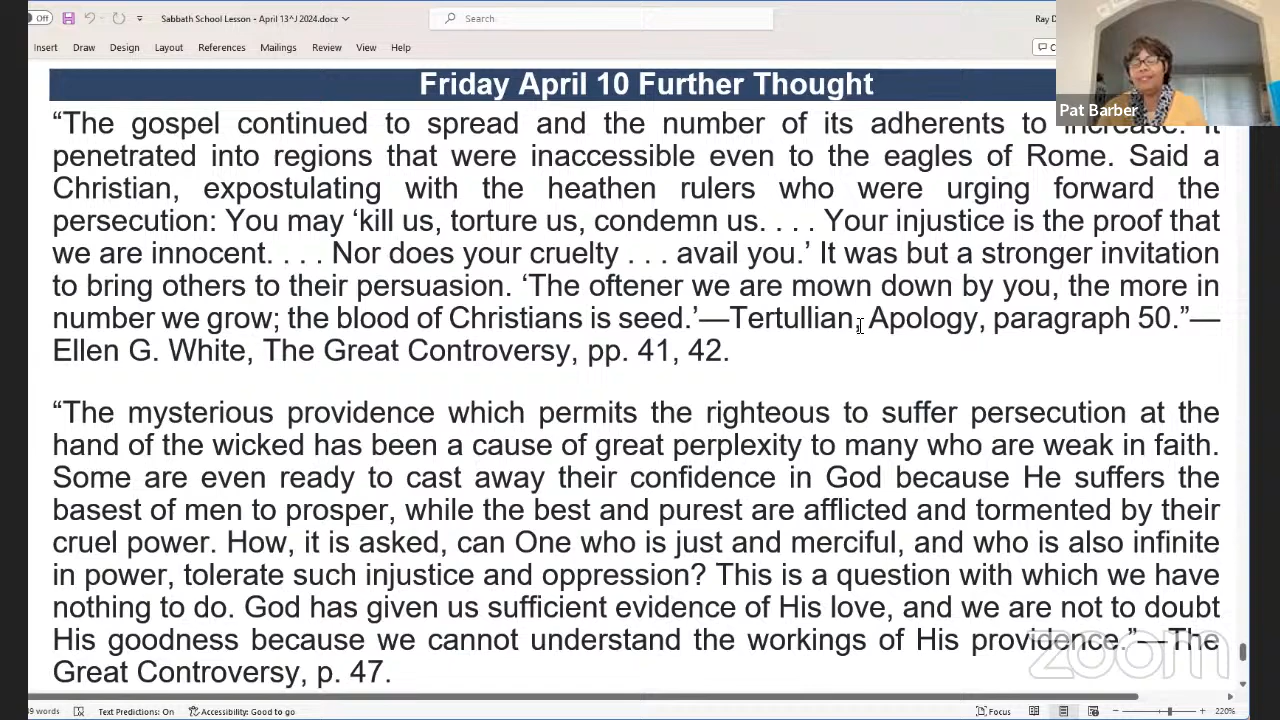 Off
Sabbath School Lesson - April 13^J 2024.docx
Search
Ray D
Insert Draw Design Layout References Mailings Review View Help
Pat Barber
Friday April 10 Further Thought
“The gospel continued to spread and the number of its adherents to increase. It
penetrated into regions that were inaccessible even to the eagles of Rome. Said a
Christian, expostulating with the heathen rulers who were urging forward the
persecution: You may ‘kill us, torture us, condemn us. . . . Your injustice is the proof that
we are innocent. . . . Nor does your cruelty . . . avail you.’ It was but a stronger invitation
to bring others to their persuasion. ‘The oftener we are mown down by you, the more in
number we grow; the blood of Christians is seed.’—Tertullian, Apology, paragraph 50.”—
Ellen G. White, The Great Controversy, pp. 41, 42.
“The mysterious providence which permits the righteous to suffer persecution at the
hand of the wicked has been a cause of great perplexity to many who are weak in faith.
Some are even ready to cast away their confidence in God because He suffers the
basest of men to prosper, while the best and purest are afflicted and tormented by their
cruel power. How, it is asked, can One who is just and merciful, and who is also infinite
in power, tolerate such injustice and oppression? This is a question with which we have
nothing to do. God has given us sufficient evidence of His love, and we are not to doubt
His goodness because we cannot understand the workings of His providence.”—The
Great Controversy, p. 47.
zoom
words Text Predictions: On Accessibility: Good to go Focus 220%